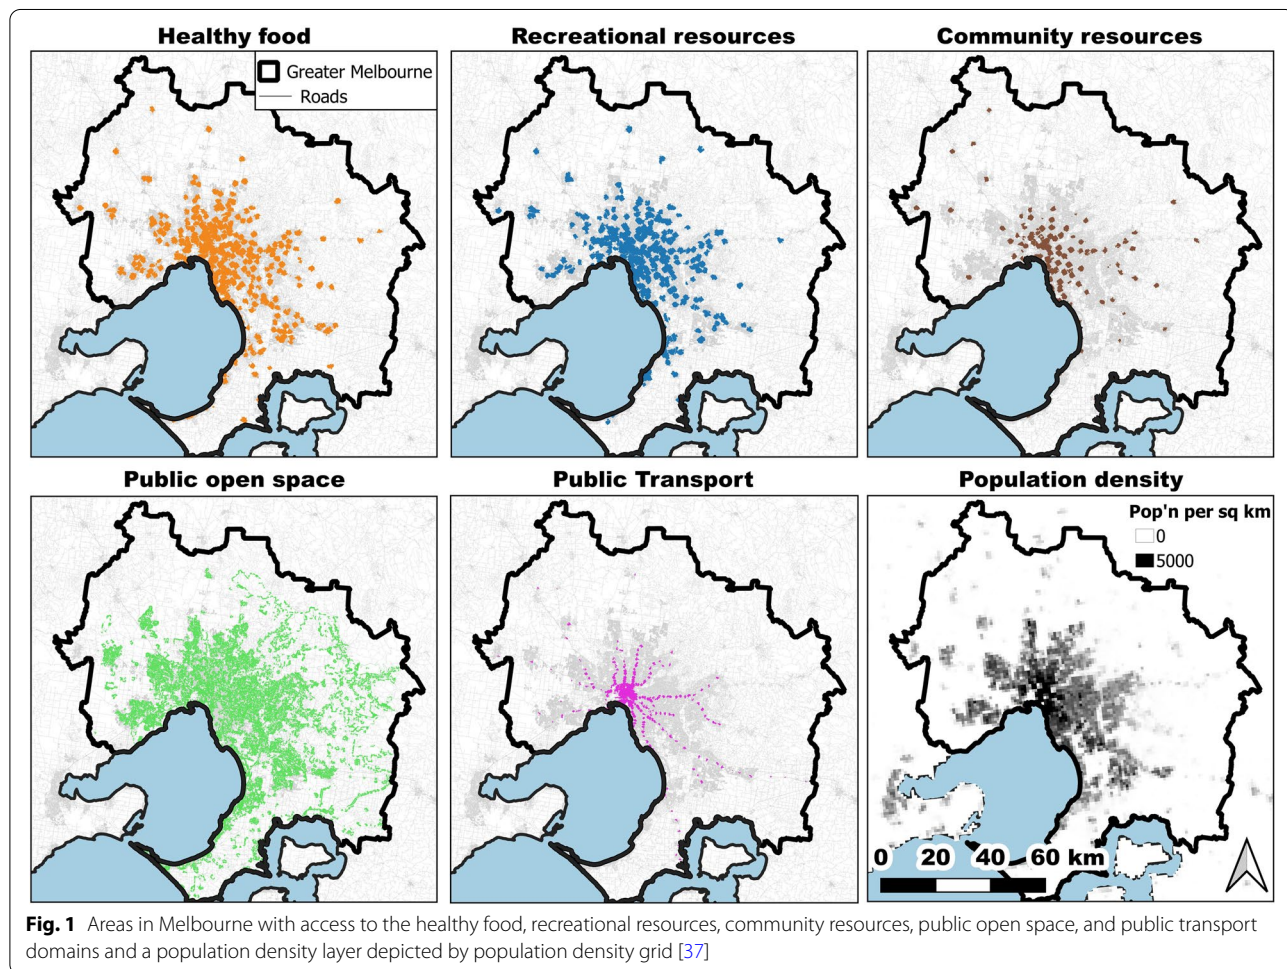 Healthy food
Recreational resources
Community resources
Greater Melbourne
Roads
Public open space
Public Transport
Population density
Pop'n per sq km
0
5000
0 20 40 60 km
Fig. 1 Areas in Melbourne with access to the healthy food, recreational resources, community resources, public open space, and public transport
domains and a population density layer depicted by population density grid [37]